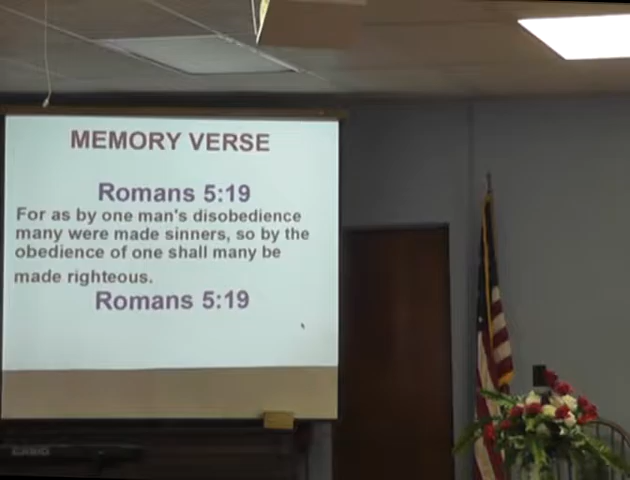 MEMORY VERSE
Romans 5:19
For as by one man's disobedience
many were made sinners, so by the
obedience of one shall many be
made righteous.
Romans 5:19
CASIO